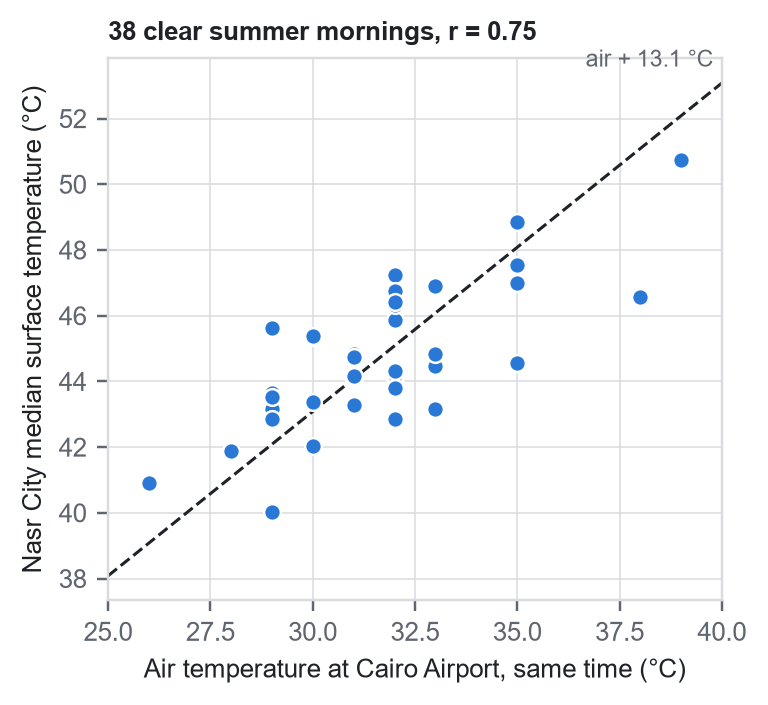 38 clear summer mornings, r = 0.75
air + 13.1 °C
Nasr City median surface temperature (°C)
52
50
48
46
44
42
40
38
25.0 27.5 30.0 32.5 35.0 37.5 40.0
Air temperature at Cairo Airport, same time (°C)